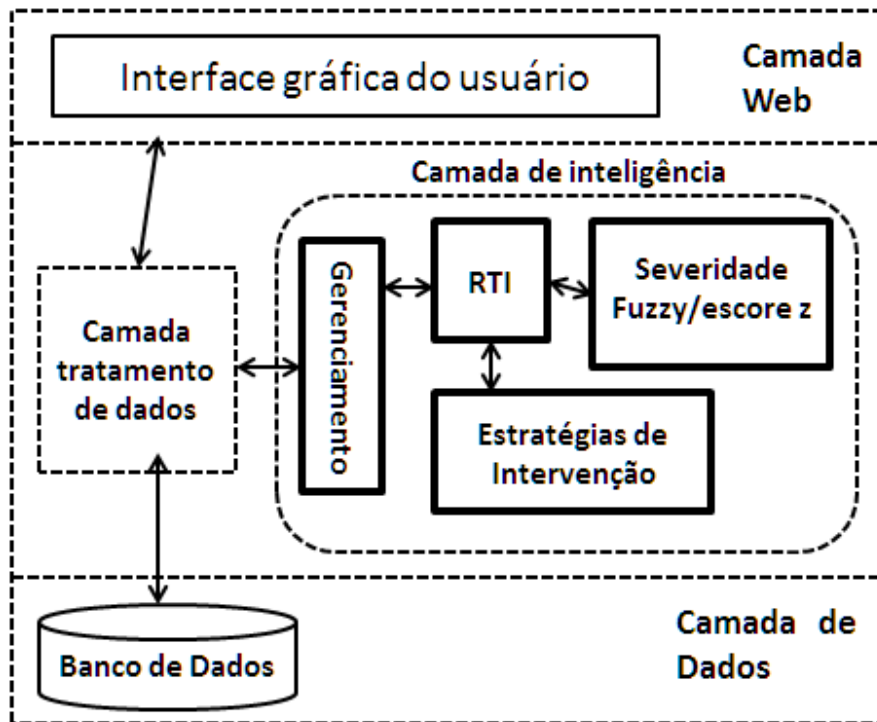 Interface gráfica do usuário
Camada
Web
Camada de inteligência
Camada
tratamento
de dados
Gerenciamento
RTI
Severidade
Fuzzy/escore z
Estratégias de
Intervenção
Banco de Dados
Camada de
Dados